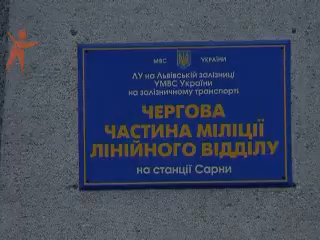 МВС УКРАЇНИ
ЛУ на Львівській залізниці
УМВС України
на залізничному транспорті
ЧЕРГОВА
ЧАСТИНА МІЛІЦІЇ
ЛІНІЙНОГО ВІДДІЛУ
на станції Сарни